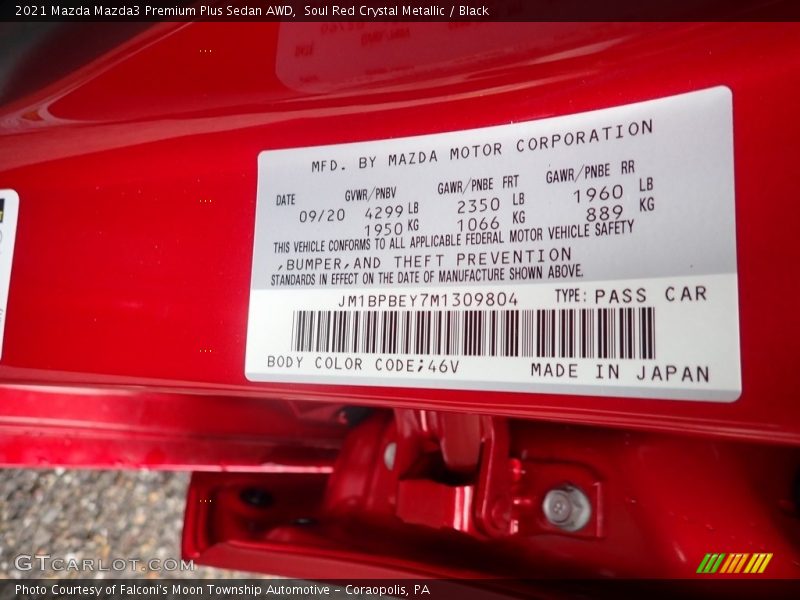 2021 Mazda Mazda3 Premium Plus Sedan AWD,  Soul Red Crystal Metallic / Black
MFD. BY MAZDA MOTOR CORPORATION
DATE GVWR/PNBV GAWR/PNBE FRT GAWR/PNBE RR
09/20 4299 LB 2350 LB 1960 LB
1950 KG 1066 KG 889 KG
THIS VEHICLE CONFORMS TO ALL APPLICABLE FEDERAL MOTOR VEHICLE SAFETY
,BUMPER,AND THEFT PREVENTION
STANDARDS IN EFFECT ON THE DATE OF MANUFACTURE SHOWN ABOVE.
JM1BPBEY7M1309804 TYPE: PASS CAR
BODY COLOR CODE;46V MADE IN JAPAN
GTCARLOT.COM
Photo Courtesy of Falconi's Moon Township Automotive – Coraopolis, PA